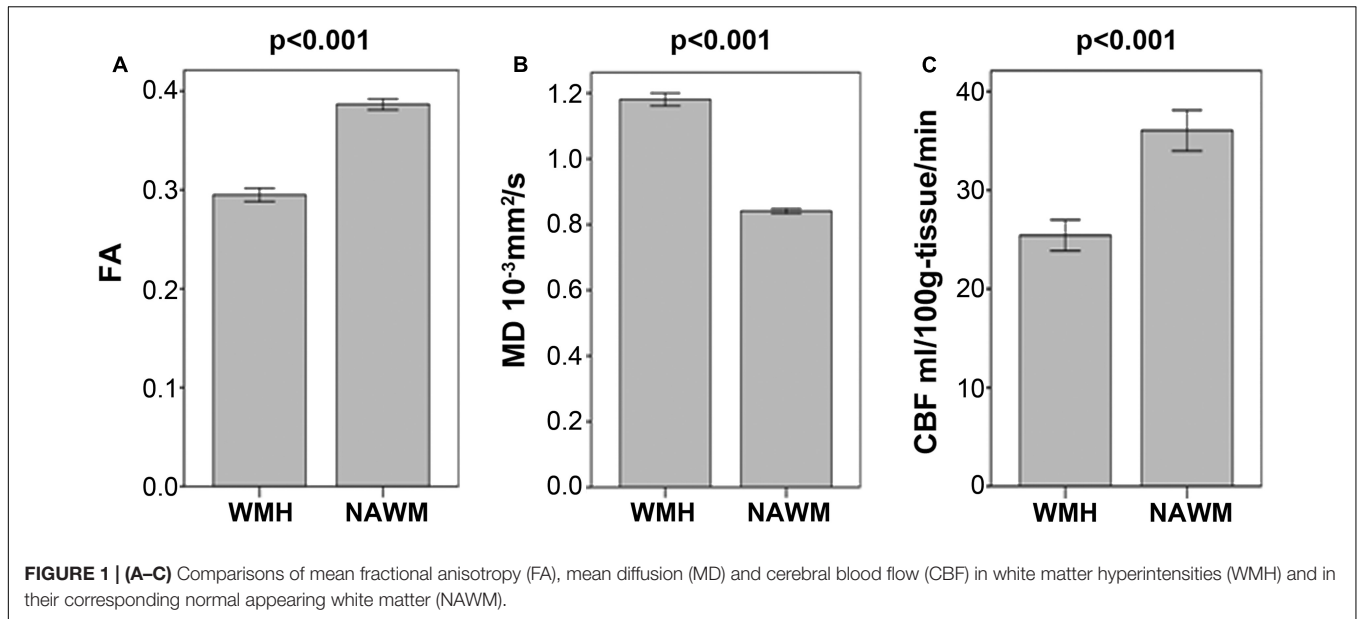 p<0.001
A
0.4
0.3
0.2
0.1
0.0
FA
WMH NAWM
p<0.001
B
1.2
1.0
0.8
0.6
0.4
0.2
0.0
MD 10⁻³mm²/s
WMH NAWM
p<0.001
C
40
30
20
10
0
CBF ml/100g-tissue/min
WMH NAWM
FIGURE 1 | (A–C) Comparisons of mean fractional anisotropy (FA), mean diffusion (MD) and cerebral blood flow (CBF) in white matter hyperintensities (WMH) and in
their corresponding normal appearing white matter (NAWM).